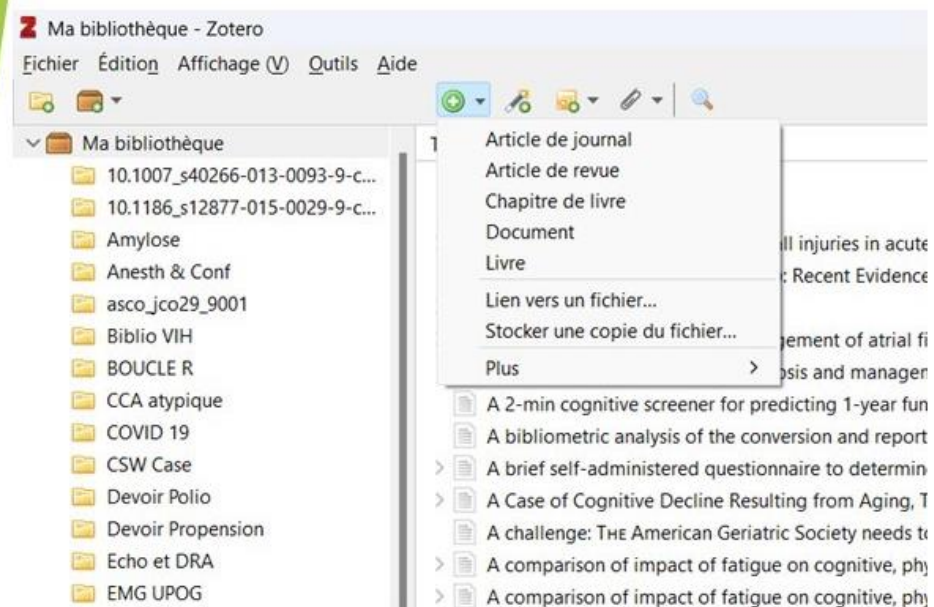 Ma bibliothèque - Zotero
Fichier Édition Affichage (V) Outils Aide
Ma bibliothèque
10.1007_s40266-013-0093-9-c...
10.1186_s12877-015-0029-9-c...
Amylose
Anesth & Conf
asco_jco29_9001
Biblio VIH
BOUCLE R
CCA atypique
COVID 19
CSW Case
Devoir Polio
Devoir Propension
Echo et DRA
EMG UPOG
Article de journal
Article de revue
Chapitre de livre
Document
Livre
Lien vers un fichier...
Stocker une copie du fichier...
Plus
injuries in acute
: Recent Evidence
of atrial fi
and manager
A 2-min cognitive screener for predicting 1-year fun
A bibliometric analysis of the conversion and report
A brief self-administered questionnaire to determin
A Case of Cognitive Decline Resulting from Aging, T
A challenge: THE American Geriatric Society needs to
A comparison of impact of fatigue on cognitive, phy
A comparison of impact of fatigue on cognitive, phy